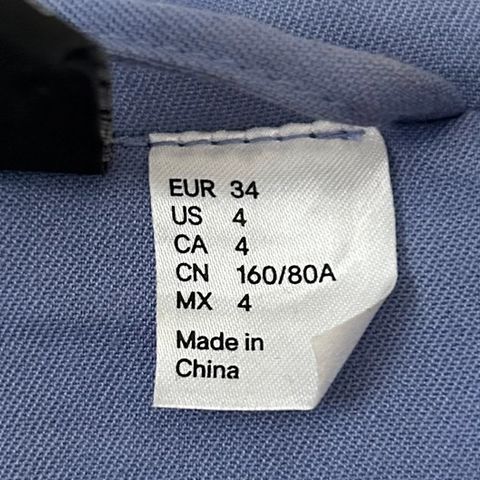 EUR 34
US 4
CA 4
CN 160/80A
MX 4
Made in
China